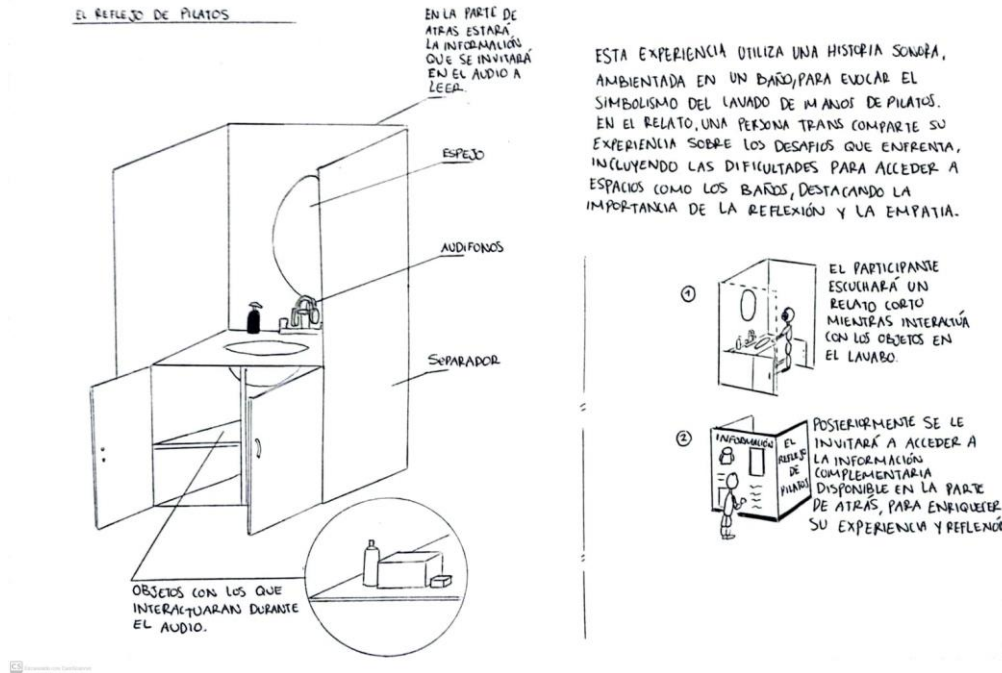 EL REFLEJO DE PILATOS
EN LA PARTE DE
ATRAS ESTARÁ
LA INFORMACIÓN
QUE SE INVITARÁ
EN EL AUDIO A
LEER.
ESPEJO
AUDIFONOS
SEPARADOR
OBJETOS CON LOS QUE
INTERACTUARAN DURANTE
EL AUDIO.
ESTA EXPERIENCIA UTILIZA UNA HISTORIA SONORA,
AMBIENTADA EN UN BAÑO, PARA EVOCAR EL
SIMBOLISMO DEL LAVADO DE MANOS DE PILATOS.
EN EL RELATO, UNA PERSONA TRANS COMPARTE SU
EXPERIENCIA SOBRE LOS DESAFIOS QUE ENFRENTA,
INCLUYENDO LAS DIFICULTADES PARA ACCEDER A
ESPACIOS COMO LOS BAÑOS, DESTACANDO LA
IMPORTANCIA DE LA REFLEXIÓN Y LA EMPATIA.
1
EL PARTICIPANTE
ESCUCHARÁ UN
RELATO CORTO
MIENTRAS INTERACTÚA
CON LOS OBJETOS EN
EL LAVABO.
2
INFORMACIÓN
EL
REFLEJO
DE
PILATOS
POSTERIORMENTE SE LE
INVITARÁ A ACCEDER A
LA INFORMACIÓN
COMPLEMENTARIA
DISPONIBLE EN LA PARTE
DE ATRÁS, PARA ENRIQUECER
SU EXPERIENCIA Y REFLEXIÓ
CS Escaneado con CamScanner